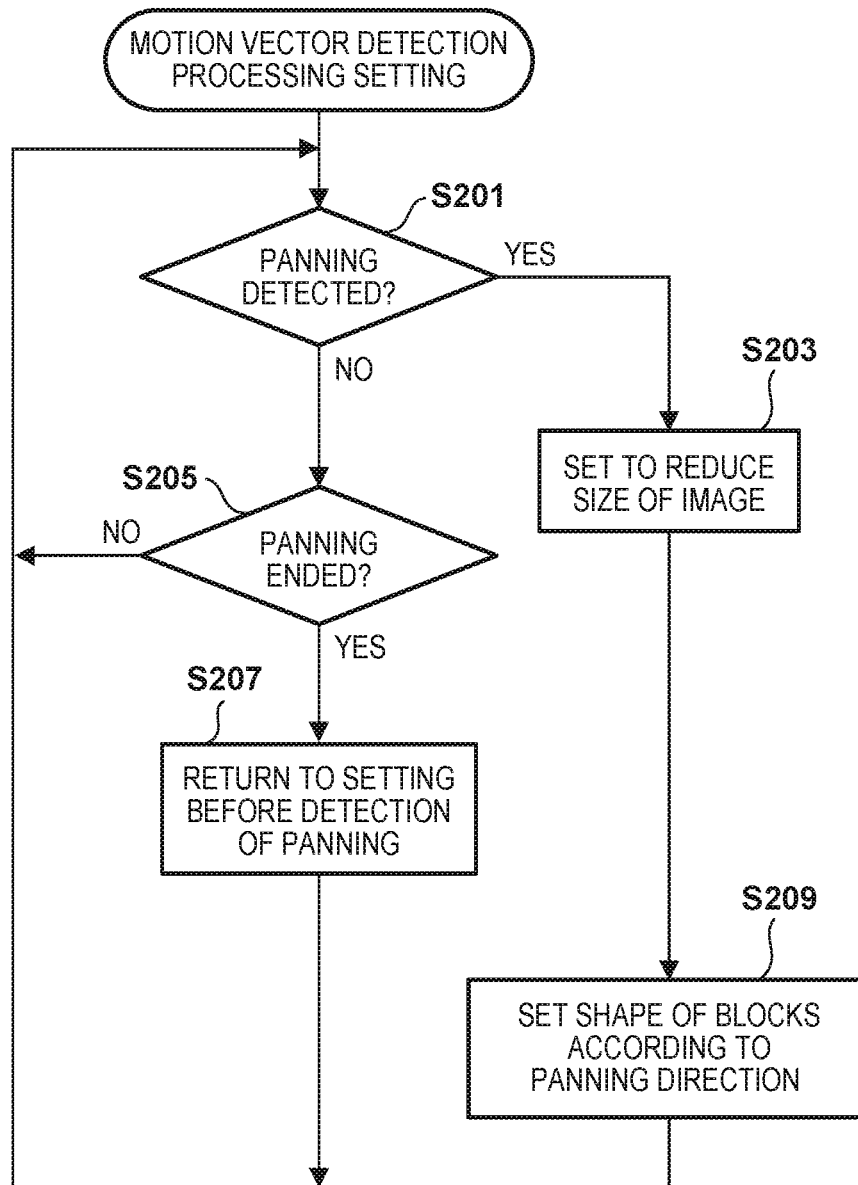 MOTION VECTOR DETECTION
PROCESSING SETTING
S201
PANNING
DETECTED?
YES
NO
S203
SET TO REDUCE
SIZE OF IMAGE
S205
NO
PANNING
ENDED?
YES
S207
RETURN TO SETTING
BEFORE DETECTION
OF PANNING
S209
SET SHAPE OF BLOCKS
ACCORDING TO
PANNING DIRECTION